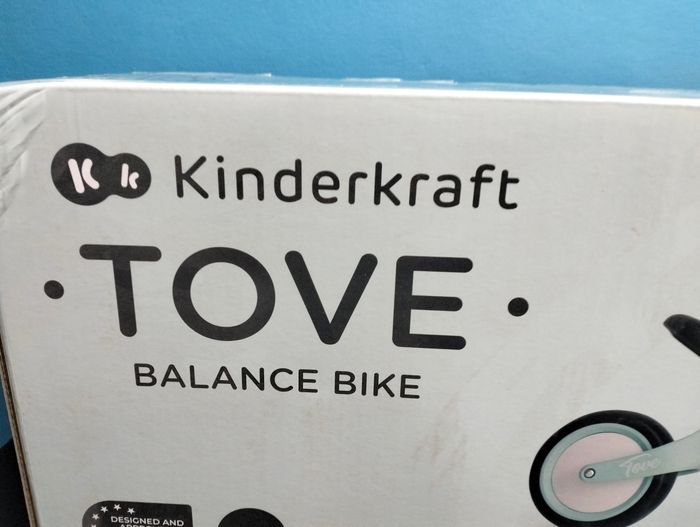 Kk Kinderkraft
· TOVE ·
BALANCE BIKE
Tove
DESIGNED AND